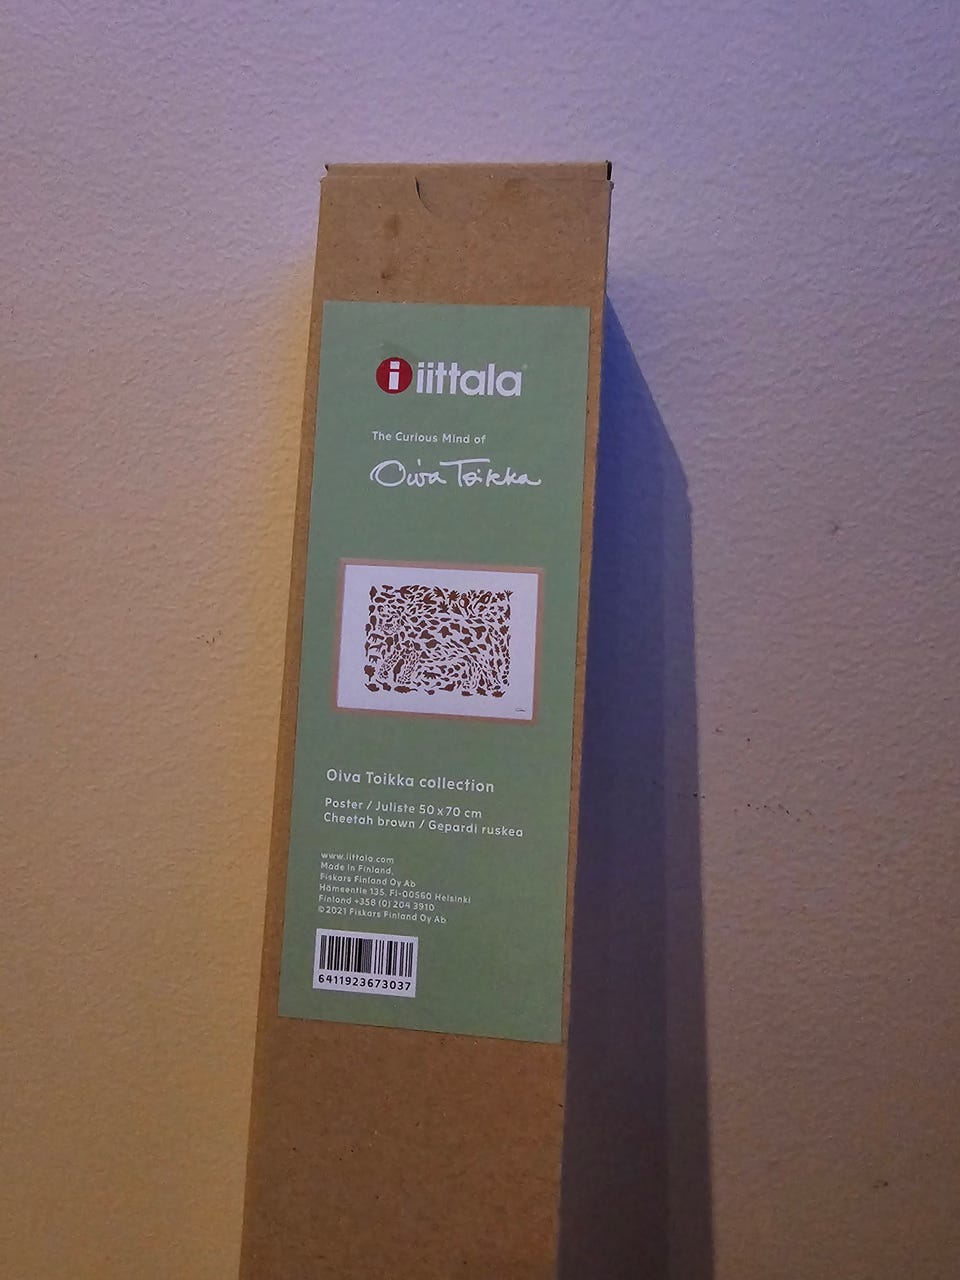 iittala
The Curious Mind of
Oiva Toikka
Oiva Toikka collection
Poster / Juliste 50 x 70 cm
Cheetah brown / Gepardi ruskea
www.iittala.com
Made in Finland.
Fiskars Finland Oy Ab
Hämeentie 135, FI-00560 Helsinki
Finland +358 (0) 204 3910
©2021 Fiskars Finland Oy Ab
6411923673037